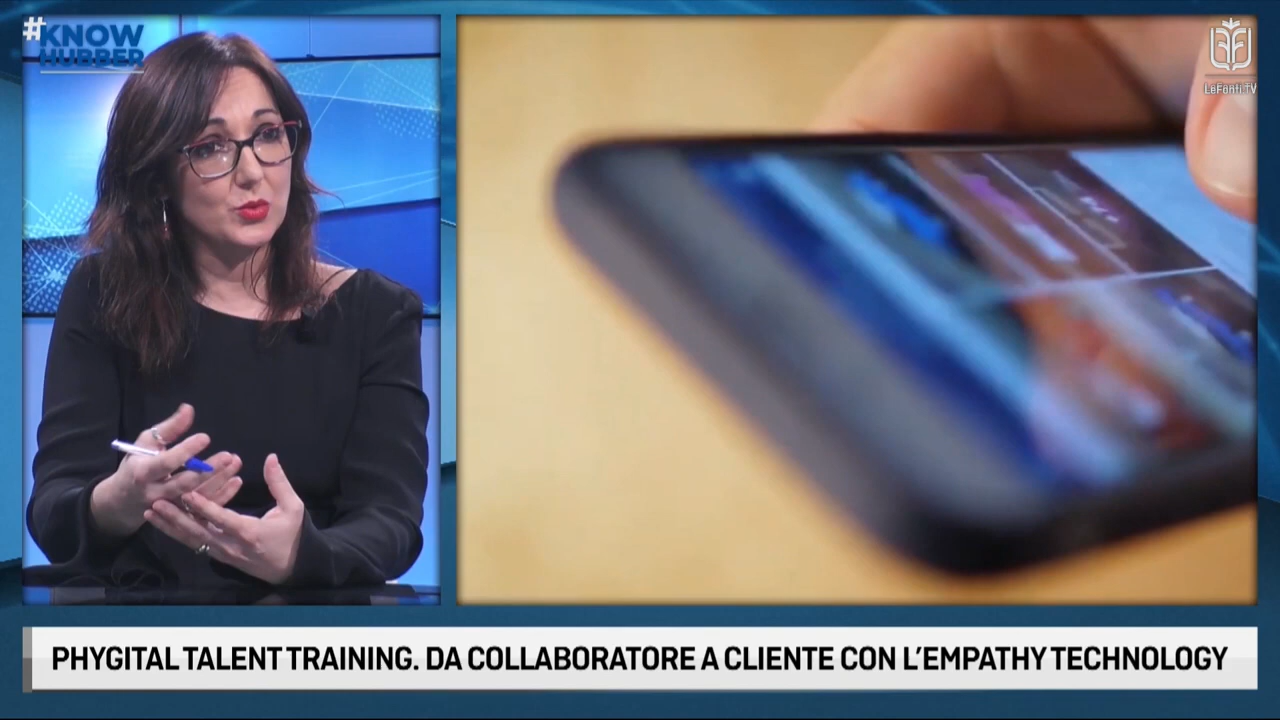 #KNOW
HUBBER
LeFonti.TV
PHYGITAL TALENT TRAINING. DA COLLABORATORE A CLIENTE CON L'EMPATHY TECHNOLOGY